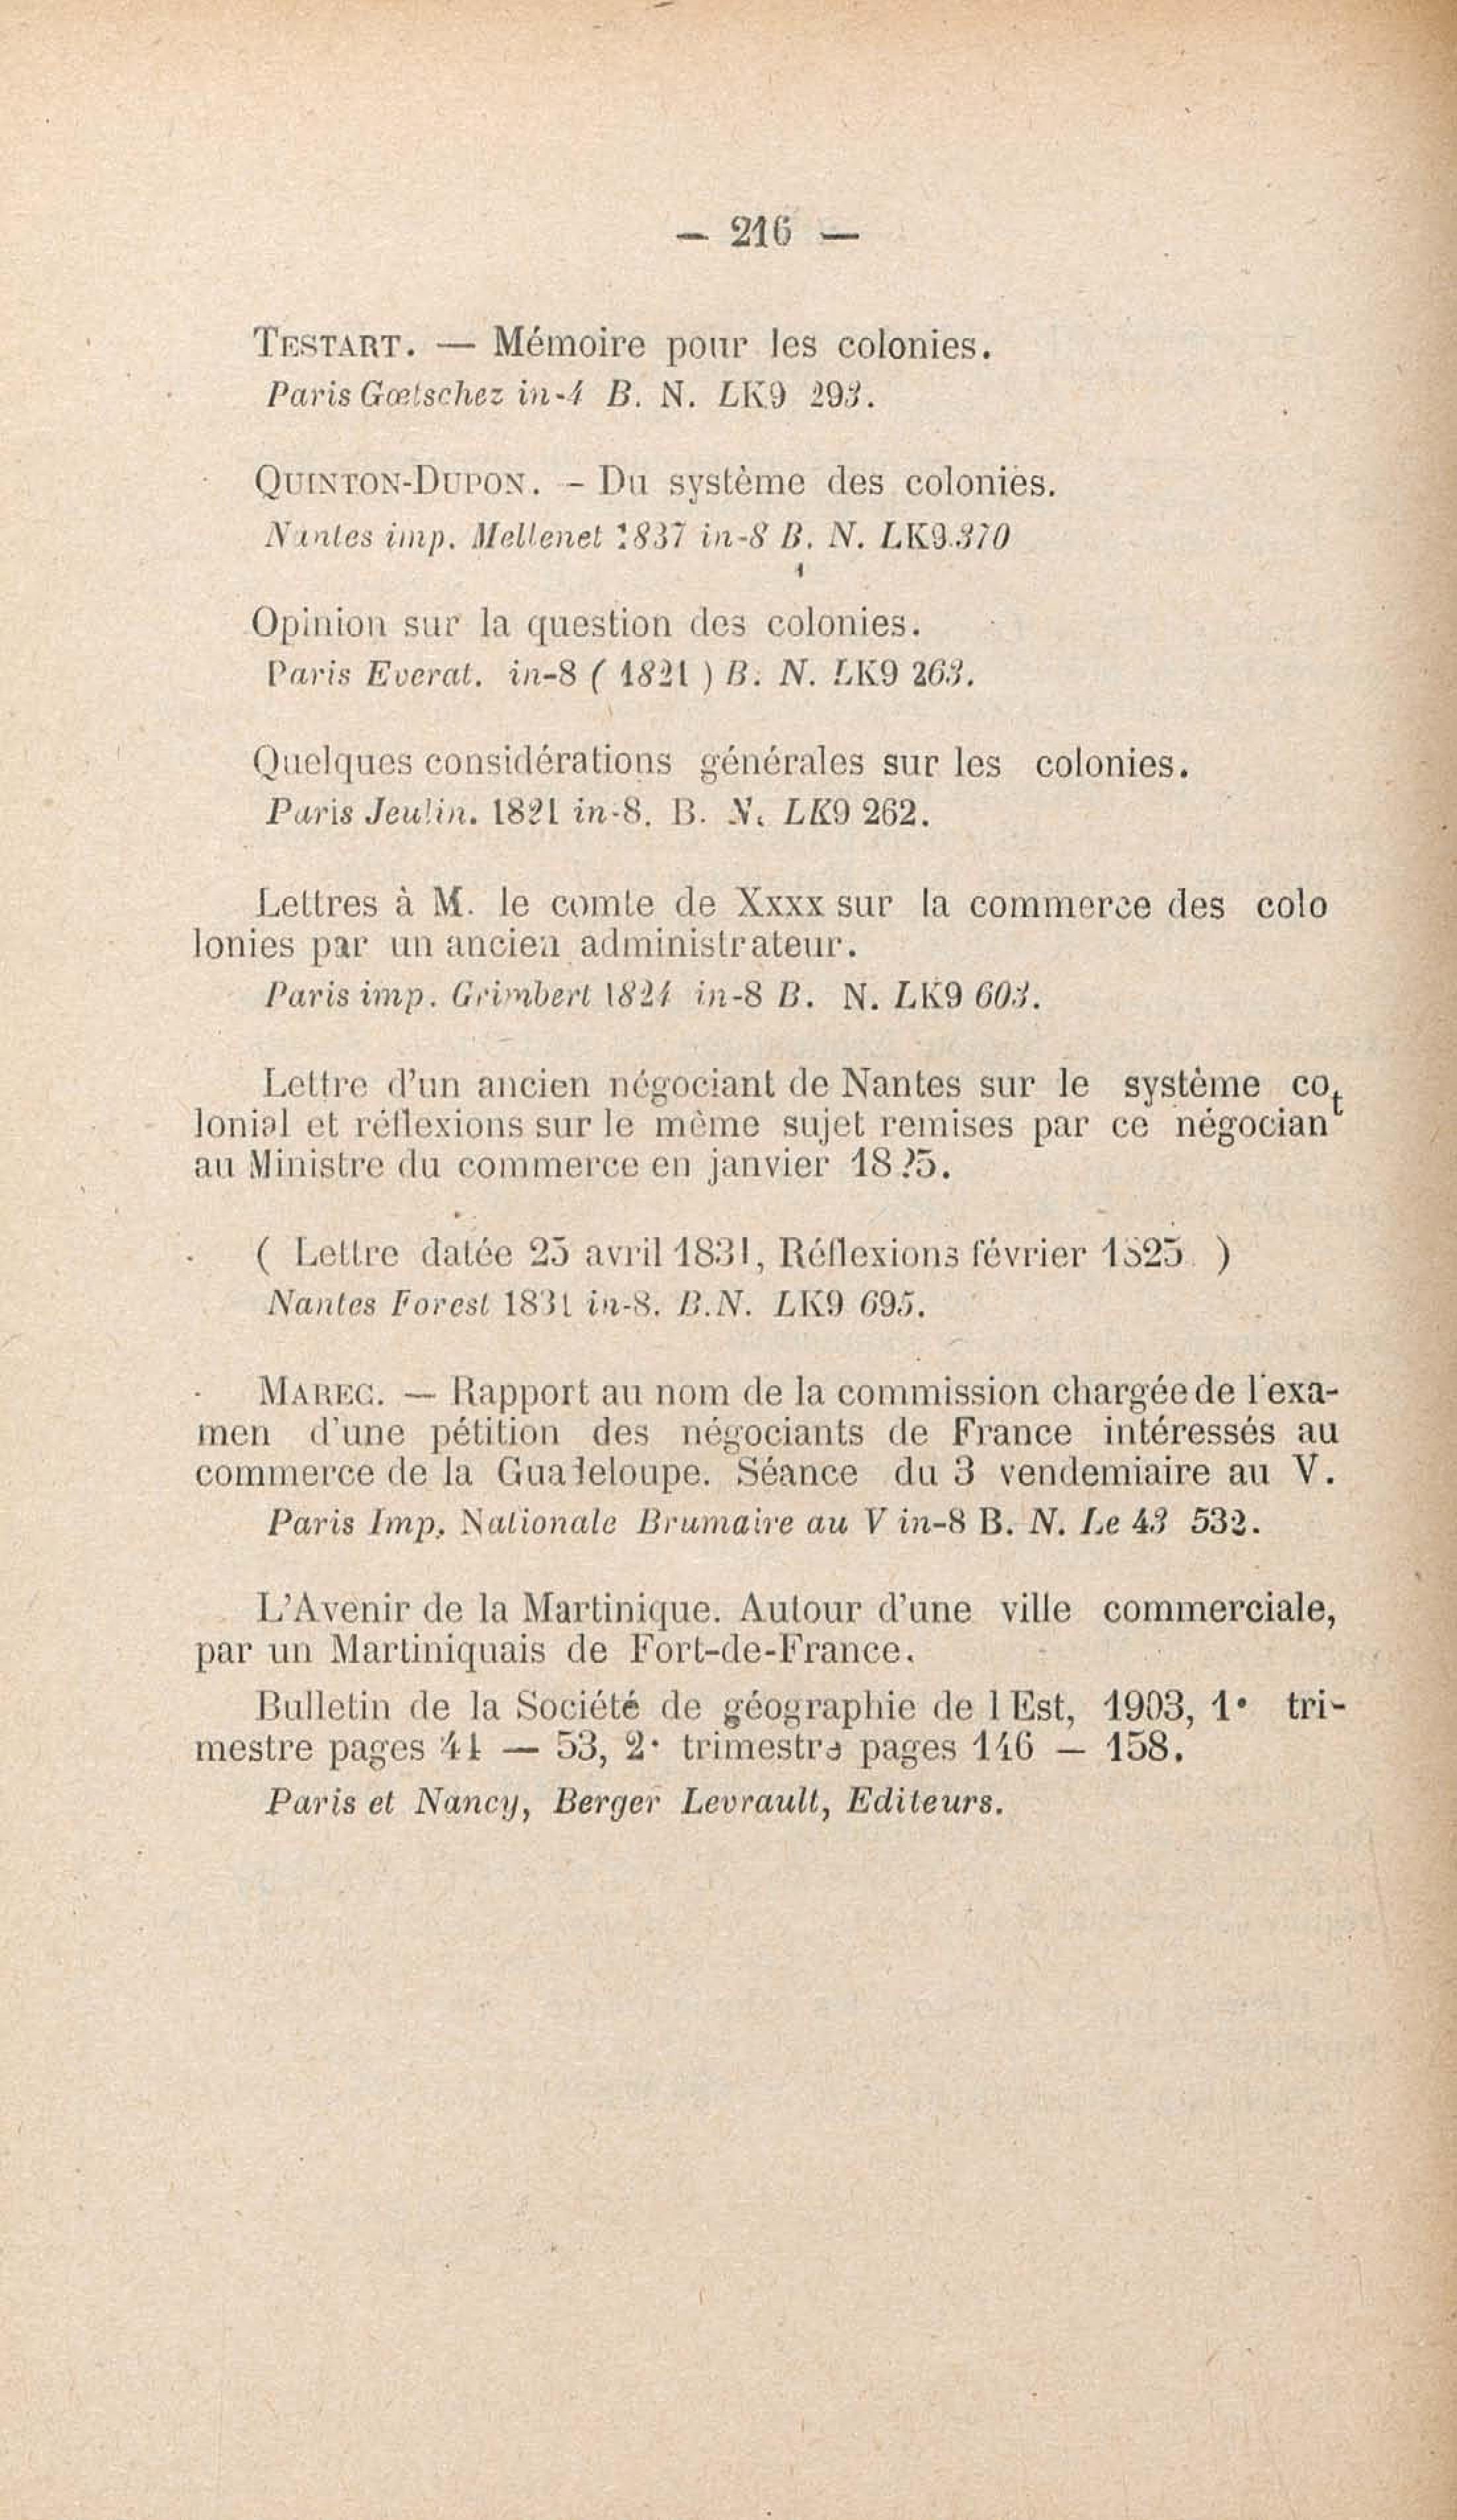 — 216 —
TESTART. — Mémoire pour les colonies.
Paris Gœtschez in-4 B. N. LK9 293.
QUINTON-DUPON. – Du système des colonies.
Nantes imp. Mellenet 1837 in-8 B. N. LK9.370
Opinion sur la question des colonies.
Paris Everat. in-8 ( 1821 ) B. N. LK9 263.
Quelques considérations générales sur les colonies.
Paris Jeulin. 1821 in-8. B. N. LK9 262.
Lettres à M. le comte de Xxxx sur la commerce des colo
lonies par un ancien administrateur.
Paris imp. Grimbert 1824 in-8 B. N. LK9 603.
Lettre d'un ancien négociant de Nantes sur le système co
lonial et réflexions sur le même sujet remises par ce négociant
au Ministre du commerce en janvier 1825.
( Lettre datée 25 avril 1831, Réflexions février 1825. )
Nantes Forest 1831 in-8. B.N. LK9 695.
MAREC. — Rapport au nom de la commission chargée de l'exa-
men d'une pétition des négociants de France intéressés au
commerce de la Guadeloupe. Séance du 3 vendemiaire au V.
Paris Imp. Nationale Brumaire au V in-8 B. N. Le 43 532.
L'Avenir de la Martinique. Autour d'une ville commerciale,
par un Martiniquais de Fort-de-France.
Bulletin de la Société de géographie de l Est, 1903, 1e tri-
mestre pages 41 — 53, 2e trimestre pages 146 – 158.
Paris et Nancy, Berger Levrault, Editeurs.